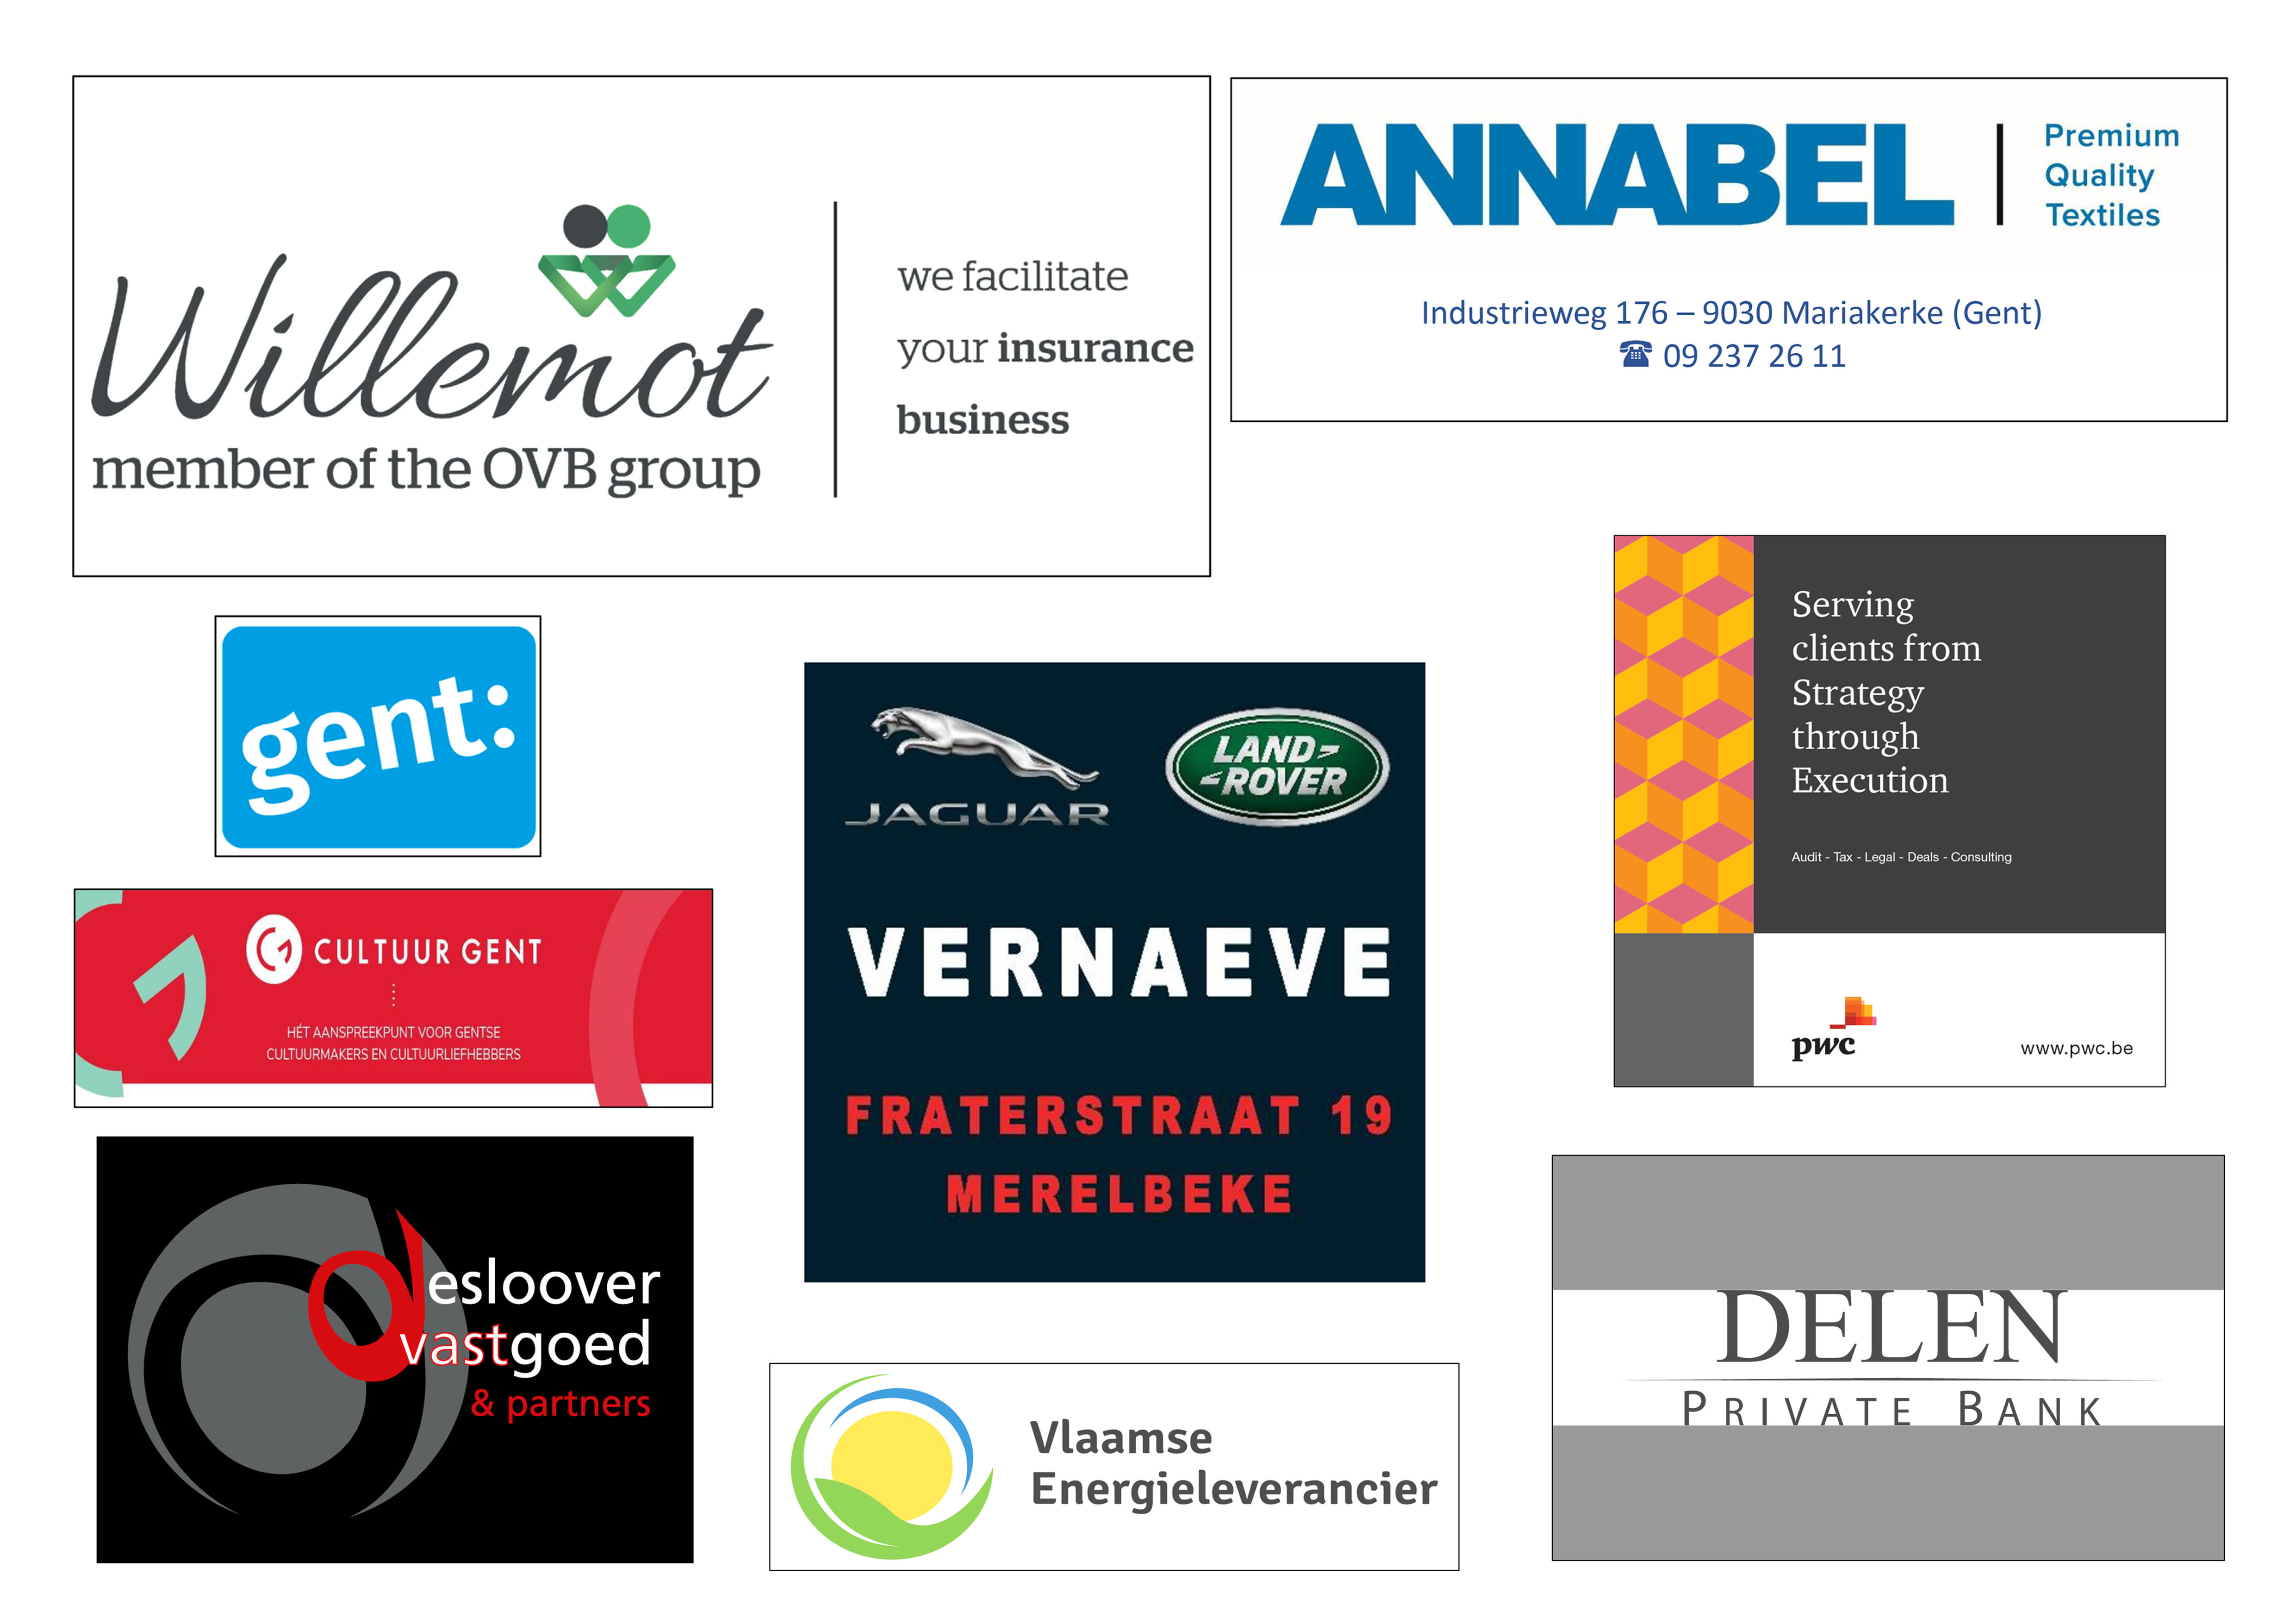 Willemot
member of the OVB group
we facilitate
your insurance
business
ANNABEL
Premium
Quality
Textiles
Industrieweg 176 – 9030 Mariakerke (Gent)
☎ 09 237 26 11
gent:
CULTUUR GENT
HÉT AANSPREEKPUNT VOOR GENTSE
CULTUURMAKERS EN CULTUURLIEFHEBBERS
JAGUAR
LAND-
ROVER
VERNAEVE
FRATERSTRAAT 19
MERELBEKE
Serving
clients from
Strategy
through
Execution
Audit - Tax - Legal - Deals - Consulting
pwc
www.pwc.be
desloover
vastgoed
& partners
Vlaamse
Energieleverancier
DELEN
PRIVATE BANK